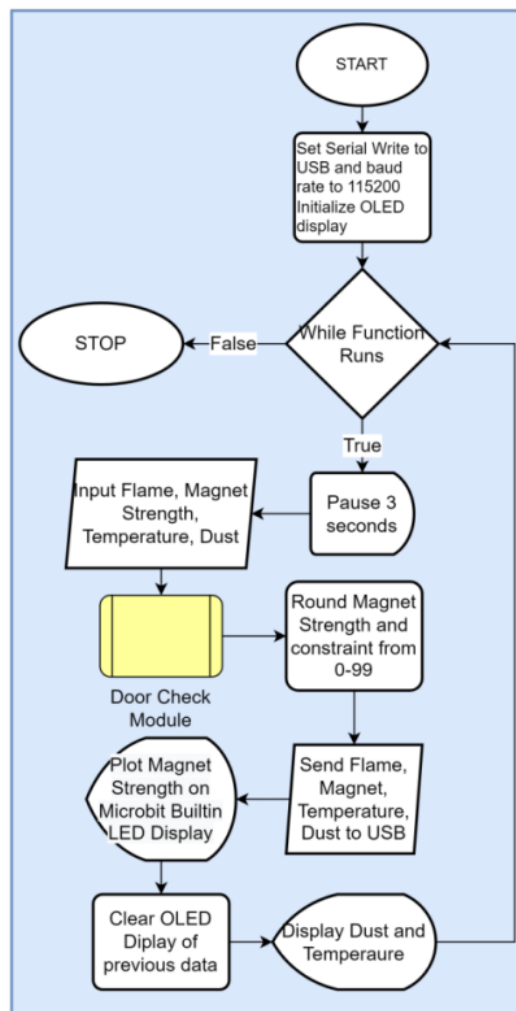 START
Set Serial Write to
USB and baud
rate to 115200
Initialize OLED
display
While Function
Runs
False
STOP
True
Pause 3
seconds
Input Flame, Magnet
Strength,
Temperature, Dust
Door Check
Module
Round Magnet
Strength and
constraint from
0-99
Send Flame,
Magnet,
Temperature,
Dust to USB
Plot Magnet
Strength on
Microbit Builtin
LED Display
Clear OLED
Diplay of
previous data
Display Dust and
Temperaure